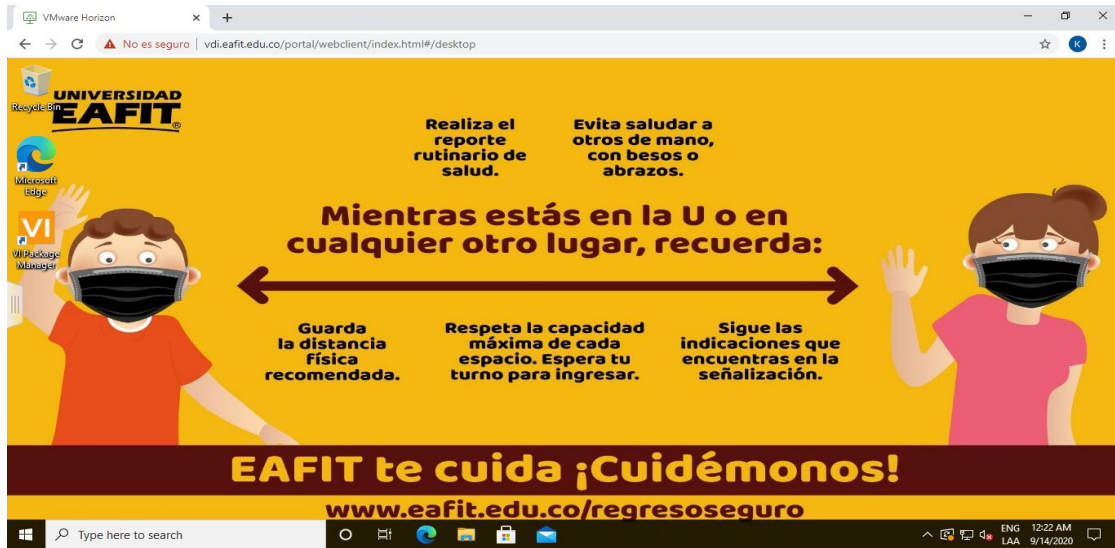 VMware Horizon
No es seguro | vdi.eafit.edu.co/portal/webclient/index.html#/desktop
K
Recycle Bin
UNIVERSIDAD
EAFIT®
Microsoft
Edge
VI
VI Package
Manager
Realiza el
reporte
rutinario de
salud.
Evita saludar a
otros de mano,
con besos o
abrazos.
Mientras estás en la U o en
cualquier otro lugar, recuerda:
Guarda
la distancia
física
recomendada.
Respeta la capacidad
máxima de cada
espacio. Espera tu
turno para ingresar.
Sigue las
indicaciones que
encuentras en la
señalización.
EAFIT te cuida ¡Cuidémonos!
www.eafit.edu.co/regresoseguro
Type here to search
ENG
LAA
12:22 AM
9/14/2020